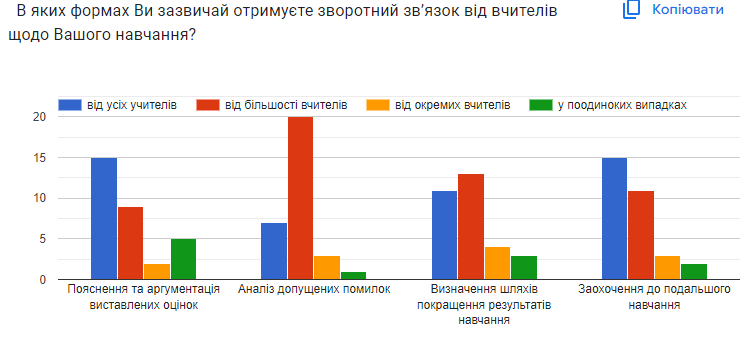 В яких формах Ви зазвичай отримуєте зворотний зв’язок від вчителів
щодо Вашого навчання?
Копіювати
від усіх учителів
від більшості вчителів
від окремих вчителів
у поодиноких випадках
20
15
10
5
0
Пояснення та аргументація
виставлених оцінок
Аналіз допущених помилок
Визначення шляхів
покращення результатів
навчання
Заохочення до подальшого
навчання